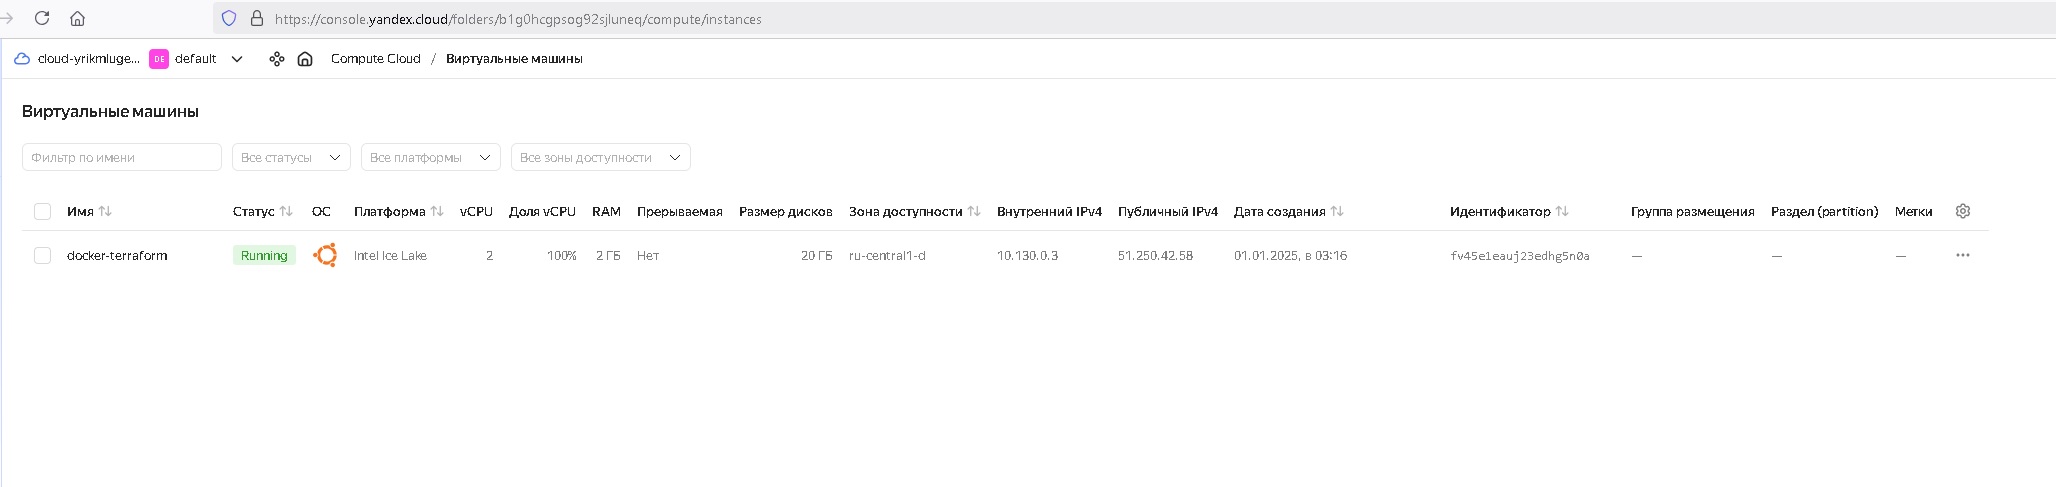 https://console.yandex.cloud/folders/b1g0hcgpsog92sjluneq/compute/instances
cloud-yrikmluge... DE default Compute Cloud / Виртуальные машины
Виртуальные машины
Фильтр по имени Все статусы Все платформы Все зоны доступности
Имя Статус ОС Платформа vCPU Доля vCPU RAM Прерываемая Размер дисков Зона доступности Внутренний IPv4 Публичный IPv4 Дата создания Идентификатор Группа размещения Раздел (partition) Метки
docker-terraform Running Intel Ice Lake 2 100% 2 ГБ Нет 20 ГБ ru-central1-d 10.130.0.3 51.250.42.58 01.01.2025, в 03:16 fv45e1eauj23edhg5n0a — — —